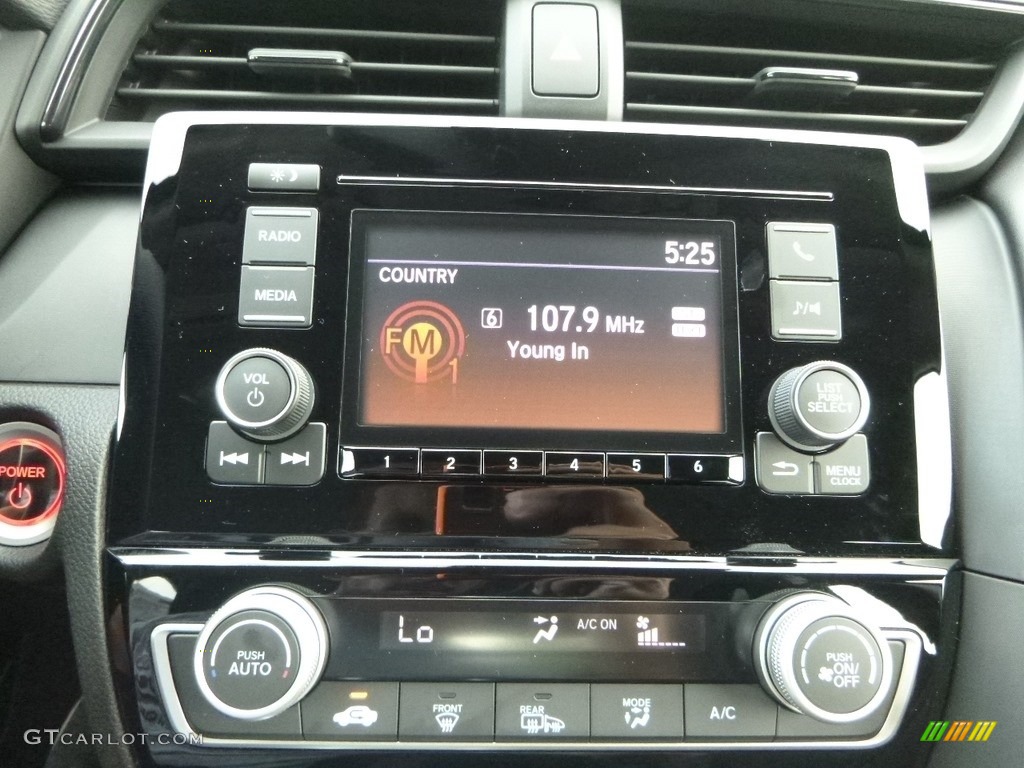 RADIO
MEDIA
5:25
COUNTRY
FM 1
6 107.9 MHz
Young In
VOL
LIST
PUSH
SELECT
1 2 3 4 5 6
MENU
CLOCK
POWER
Lo
A/C ON
PUSH
AUTO
PUSH
ON/
OFF
FRONT
REAR
MODE
A/C
GTCARLOT.COM